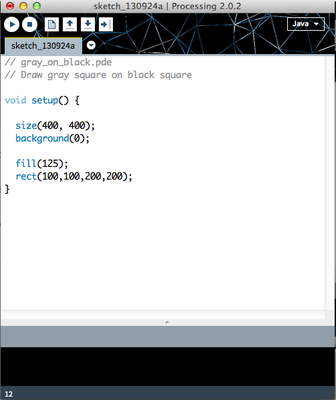 sketch_130924a | Processing 2.0.2
Java
sketch_130924a
// gray_on_black.pde
// Draw gray square on black square
void setup() {
size(400, 400);
background(0);
fill(125);
rect(100,100,200,200);
}
12